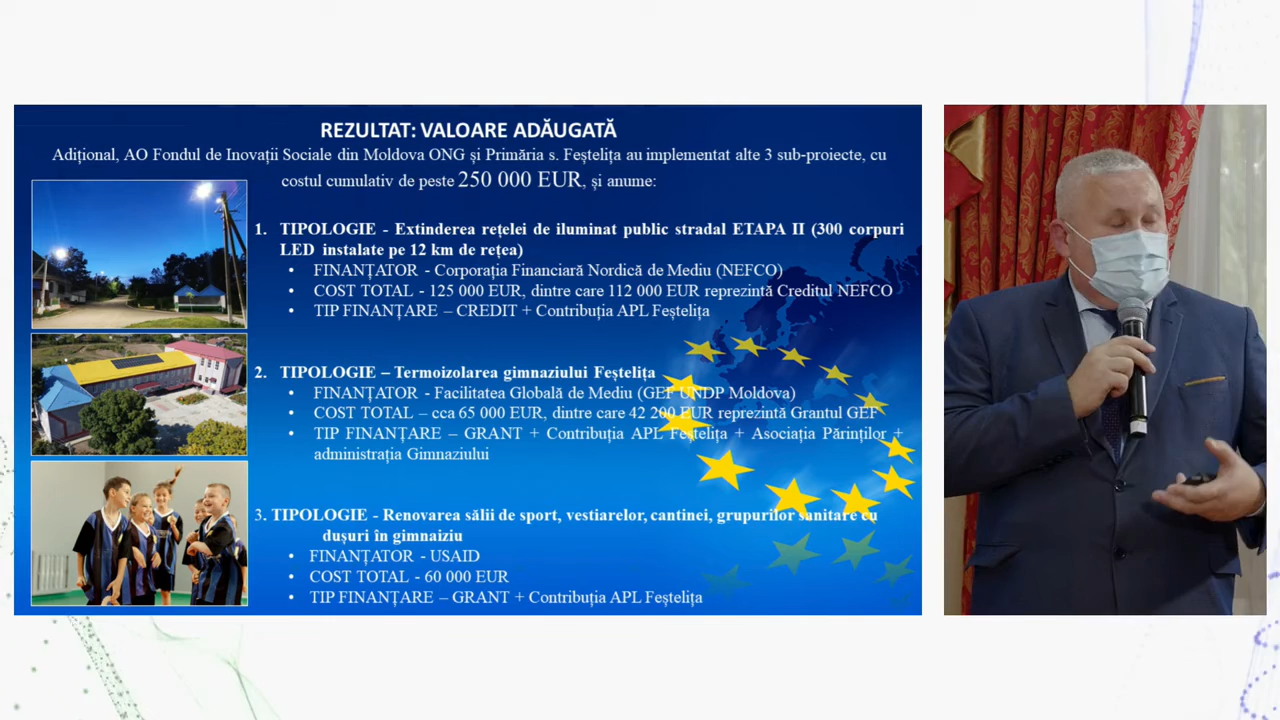 REZULTAT: VALOARE ADĂUGATĂ
Adițional, AO Fondul de Inovații Sociale din Moldova ONG și Primăria s. Feștelița au implementat alte 3 sub-proiecte, cu
costul cumulativ de peste 250 000 EUR, și anume:
1. TIPOLOGIE - Extinderea rețelei de iluminat public stradal ETAPA II (300 corpuri
LED instalate pe 12 km de rețea)
• FINANȚATOR - Corporația Financiară Nordică de Mediu (NEFCO)
• COST TOTAL - 125 000 EUR, dintre care 112 000 EUR reprezintă Creditul NEFCO
• TIP FINANȚARE – CREDIT + Contribuția APL Feștelița
2. TIPOLOGIE – Termoizolarea gimnaziului Feștelița
• FINANȚATOR - Facilitatea Globală de Mediu (GEF UNDP Moldova)
• COST TOTAL – cca 65 000 EUR, dintre care 42 200 EUR reprezintă Grantul GEF
• TIP FINANȚARE – GRANT + Contribuția APL Feștelița + Asociația Părinților +
administrația Gimnaziului
3. TIPOLOGIE - Renovarea sălii de sport, vestiarelor, cantinei, grupurilor sanitare cu
dușuri în gimnaiziu
• FINANȚATOR - USAID
• COST TOTAL - 60 000 EUR
• TIP FINANȚARE – GRANT + Contribuția APL Feștelița